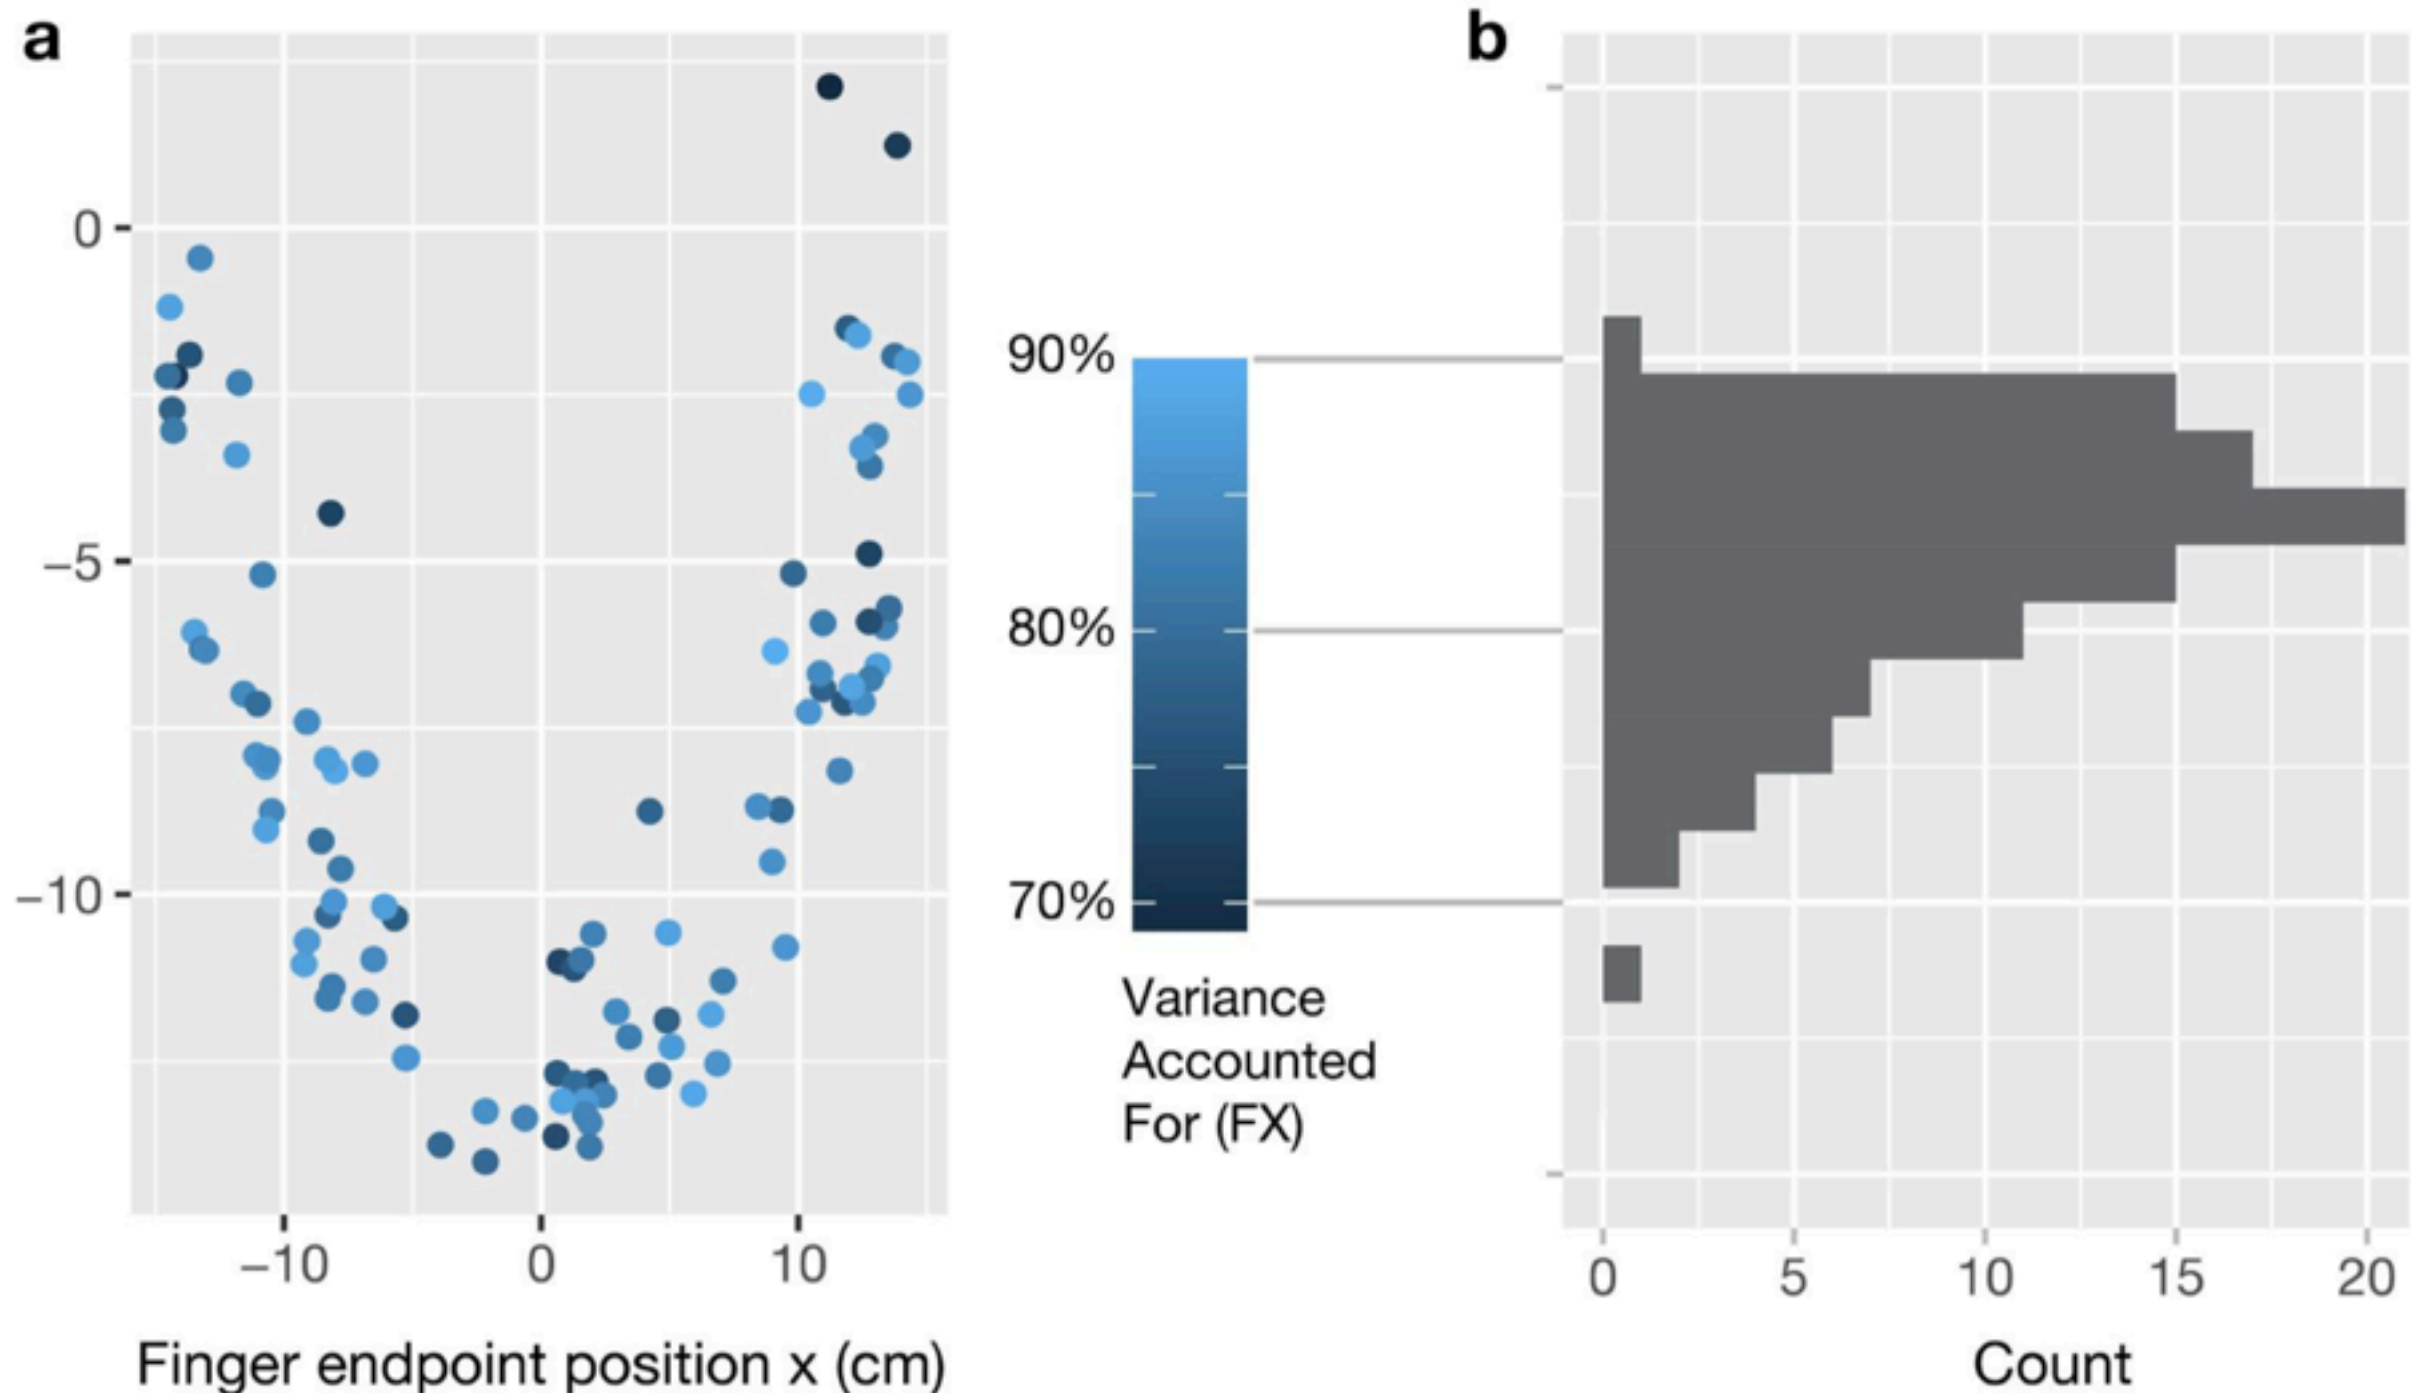 a
0
−5
−10
−10 0 10
Finger endpoint position x (cm)
90%
80%
70%
Variance
Accounted
For (FX)
b
0 5 10 15 20
Count